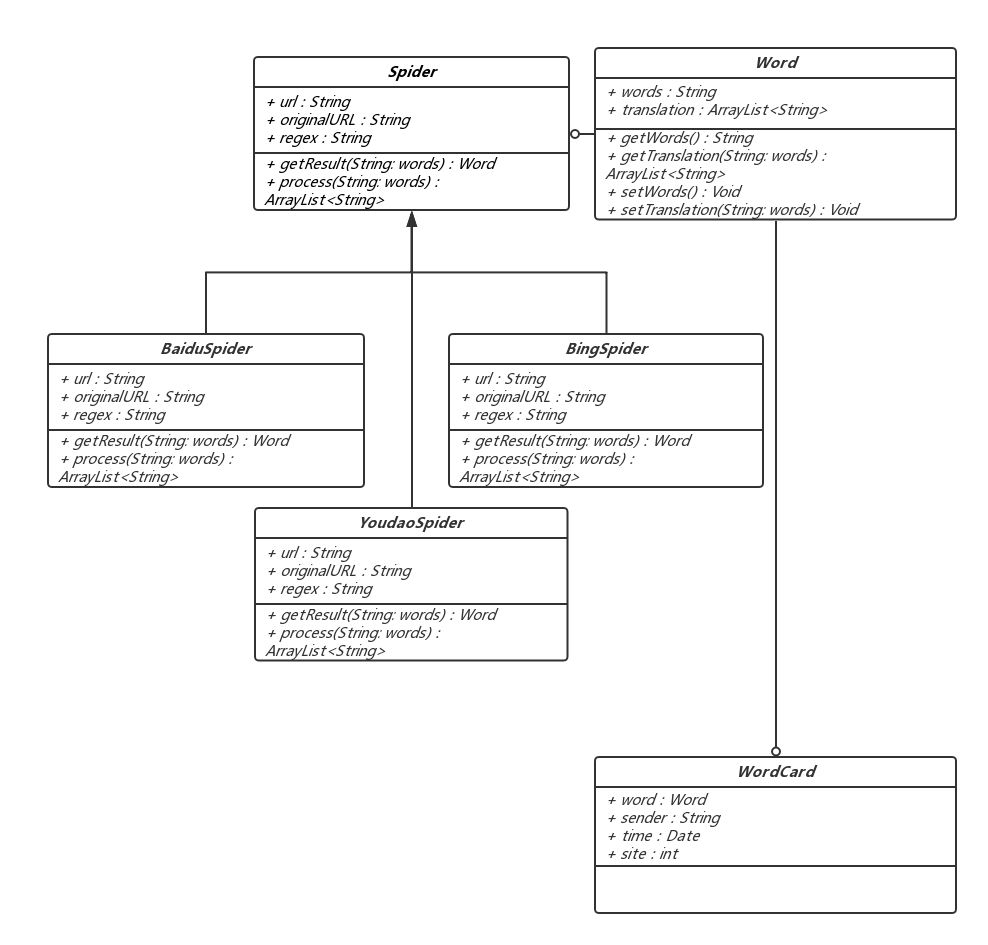 Spider
+ url : String
+ originalURL : String
+ regex : String
+ getResult(String: words) : Word
+ process(String: words) :
ArrayList<String>
Word
+ words : String
+ translation : ArrayList<String>
+ getWords() : String
+ getTranslation(String: words) :
ArrayList<String>
+ setWords() : Void
+ setTranslation(String: words) : Void
BaiduSpider
+ url : String
+ originalURL : String
+ regex : String
+ getResult(String: words) : Word
+ process(String: words) :
ArrayList<String>
BingSpider
+ url : String
+ originalURL : String
+ regex : String
+ getResult(String: words) : Word
+ process(String: words) :
ArrayList<String>
YoudaoSpider
+ url : String
+ originalURL : String
+ regex : String
+ getResult(String: words) : Word
+ process(String: words) :
ArrayList<String>
WordCard
+ word : Word
+ sender : String
+ time : Date
+ site : int